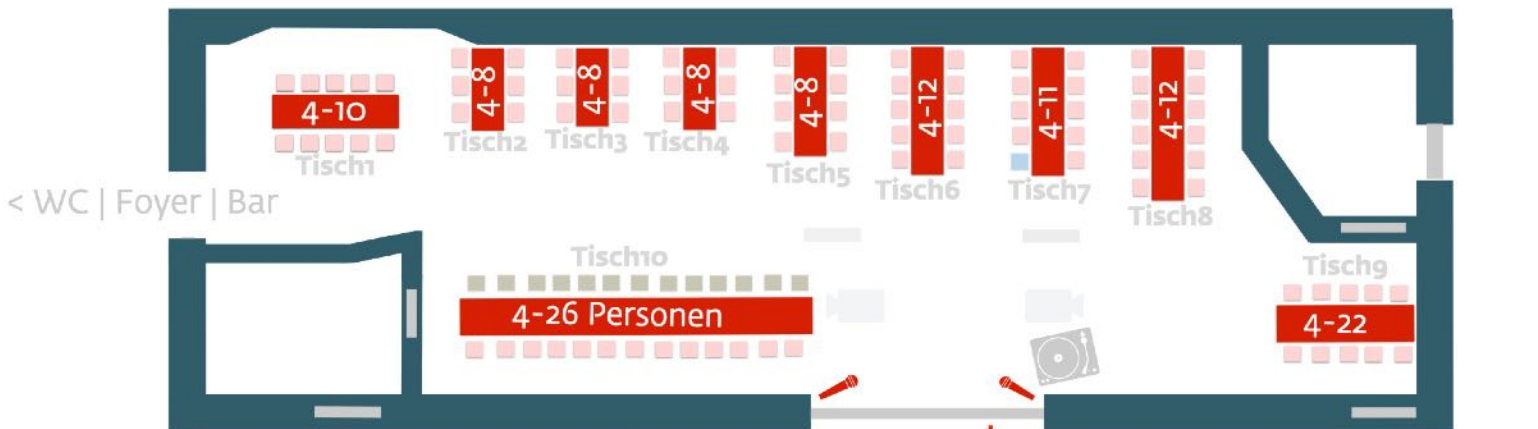 4-10
Tisch1
4-8
Tisch2
4-8
Tisch3
4-8
Tisch4
4-8
Tisch5
4-12
Tisch6
4-11
Tisch7
4-12
Tisch8
< WC | Foyer | Bar
Tisch10
4-26 Personen
Tisch9
4-22